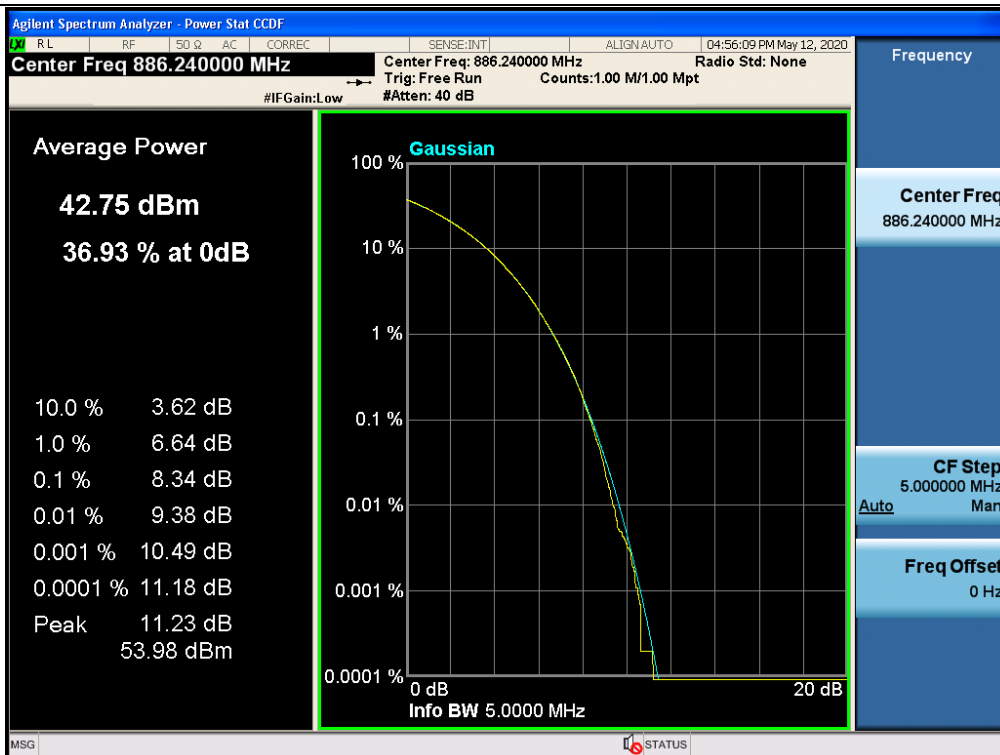 Agilent Spectrum Analyzer - Power Stat CCDF
LXI RL RF 50 Ω AC CORREC SENSE:INT ALIGNAUTO 04:56:09 PM May 12, 2020
Center Freq 886.240000 MHz
#IFGain:Low
Center Freq: 886.240000 MHz Radio Std: None
Trig: Free Run Counts:1.00 M/1.00 Mpt
#Atten: 40 dB
Average Power
42.75 dBm
36.93 % at 0dB
10.0 % 3.62 dB
1.0 % 6.64 dB
0.1 % 8.34 dB
0.01 % 9.38 dB
0.001 % 10.49 dB
0.0001 % 11.18 dB
Peak 11.23 dB
53.98 dBm
Gaussian
100 %
10 %
1 %
0.1 %
0.01 %
0.001 %
0.0001 %
0 dB 20 dB
Info BW 5.0000 MHz
Frequency
Center Freq
886.240000 MHz
CF Step
5.000000 MHz
Auto Man
Freq Offset
0 Hz
MSG STATUS